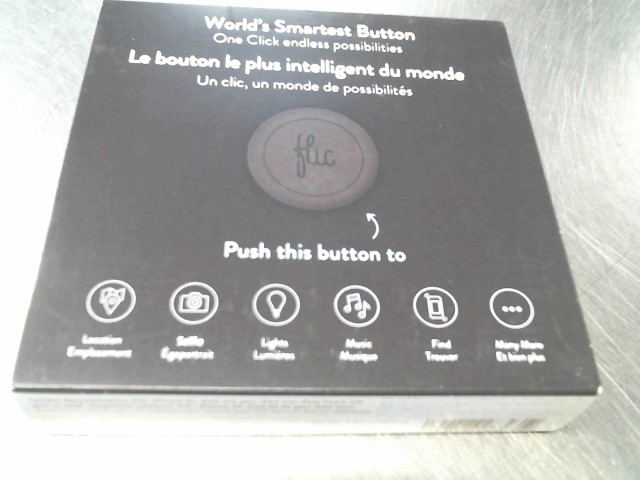 World's Smartest Button
One Click endless possibilities
Le bouton le plus intelligent du monde
Un clic, un monde de possibilités
flic
Push this button to
Location
Emplacement
Selfie
Égoportrait
Lights
Lumières
Music
Musique
Find
Trouver
Many More
Et bien plus